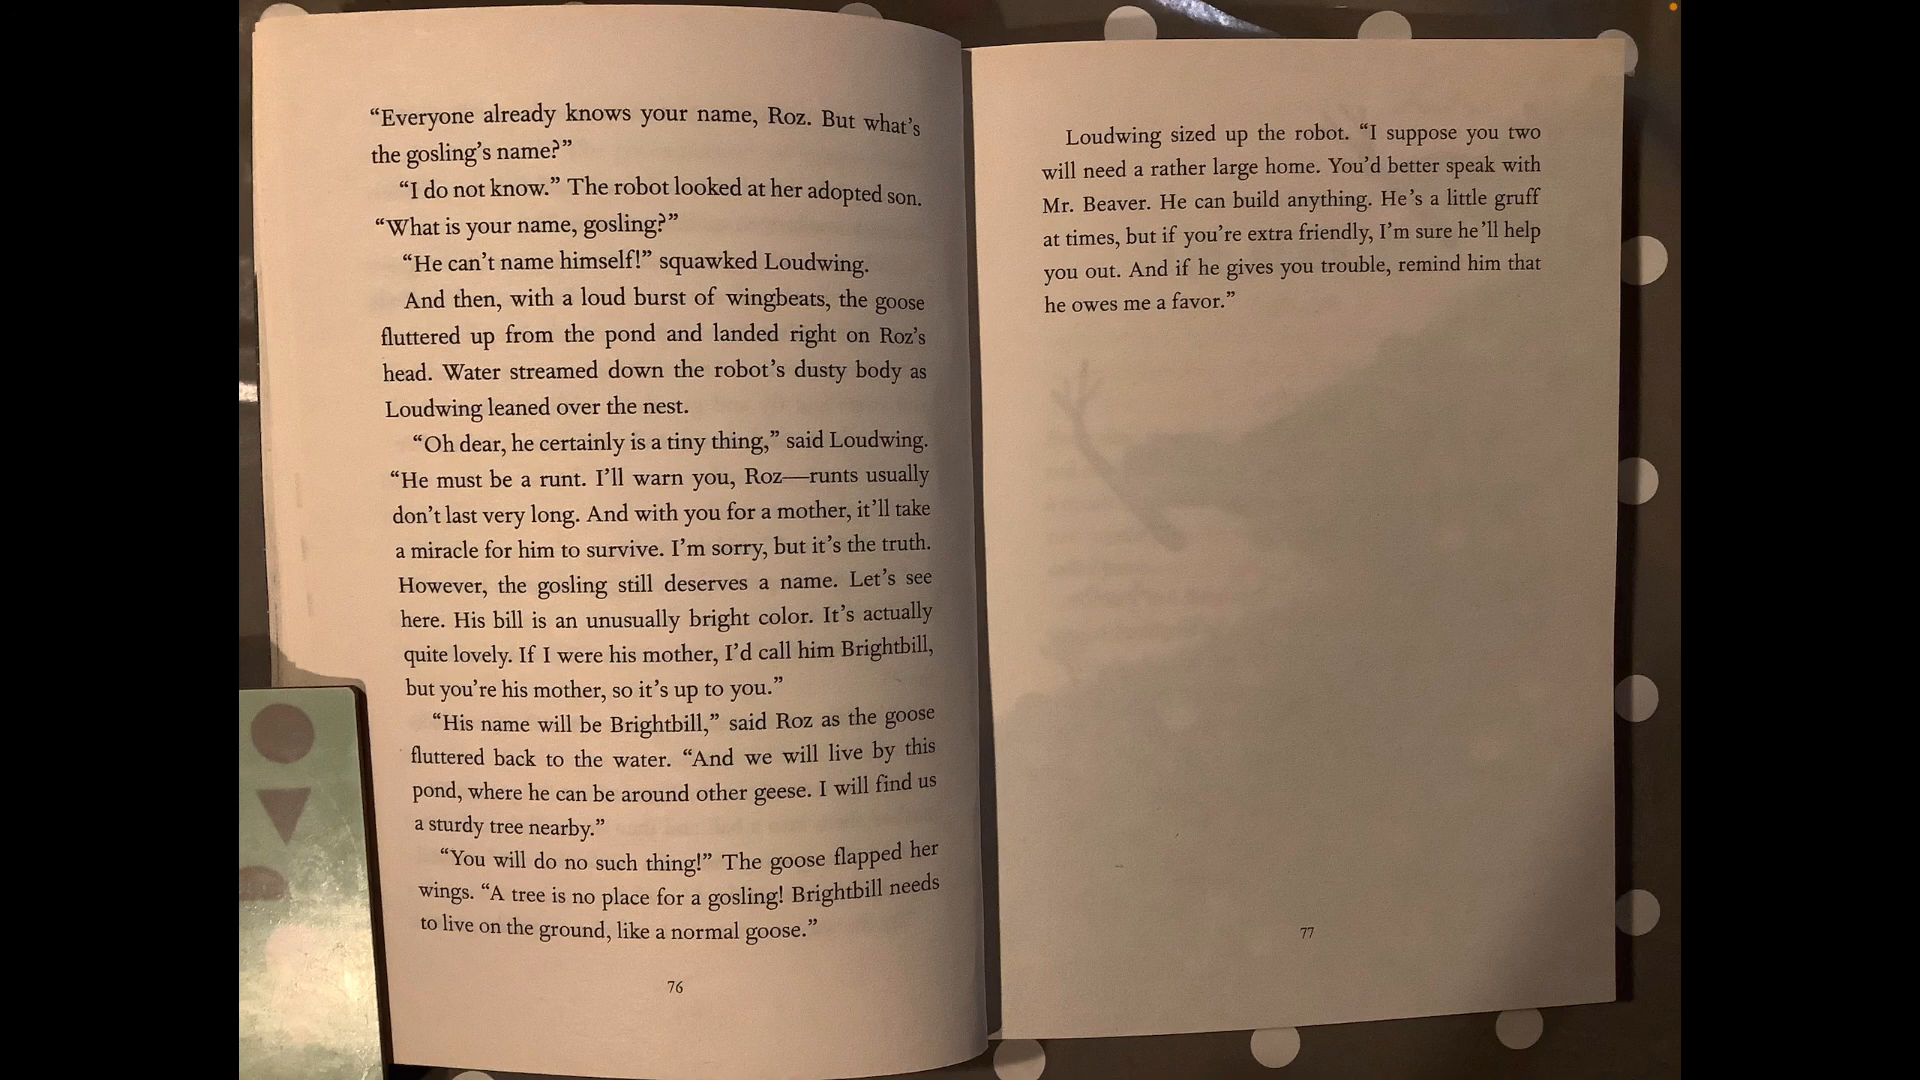 “Everyone already knows your name, Roz. But what’s
the gosling’s name?”
“I do not know.” The robot looked at her adopted son.
“What is your name, gosling?”
“He can’t name himself!” squawked Loudwing.
And then, with a loud burst of wingbeats, the goose
fluttered up from the pond and landed right on Roz’s
head. Water streamed down the robot’s dusty body as
Loudwing leaned over the nest.
“Oh dear, he certainly is a tiny thing,” said Loudwing.
“He must be a runt. I’ll warn you, Roz—runts usually
don’t last very long. And with you for a mother, it’ll take
a miracle for him to survive. I’m sorry, but it’s the truth.
However, the gosling still deserves a name. Let’s see
here. His bill is an unusually bright color. It’s actually
quite lovely. If I were his mother, I’d call him Brightbill,
but you’re his mother, so it’s up to you.”
“His name will be Brightbill,” said Roz as the goose
fluttered back to the water. “And we will live by this
pond, where he can be around other geese. I will find us
a sturdy tree nearby.”
“You will do no such thing!” The goose flapped her
wings. “A tree is no place for a gosling! Brightbill needs
to live on the ground, like a normal goose.”
76
Loudwing sized up the robot. “I suppose you two
will need a rather large home. You’d better speak with
Mr. Beaver. He can build anything. He’s a little gruff
at times, but if you’re extra friendly, I’m sure he’ll help
you out. And if he gives you trouble, remind him that
he owes me a favor.”
77